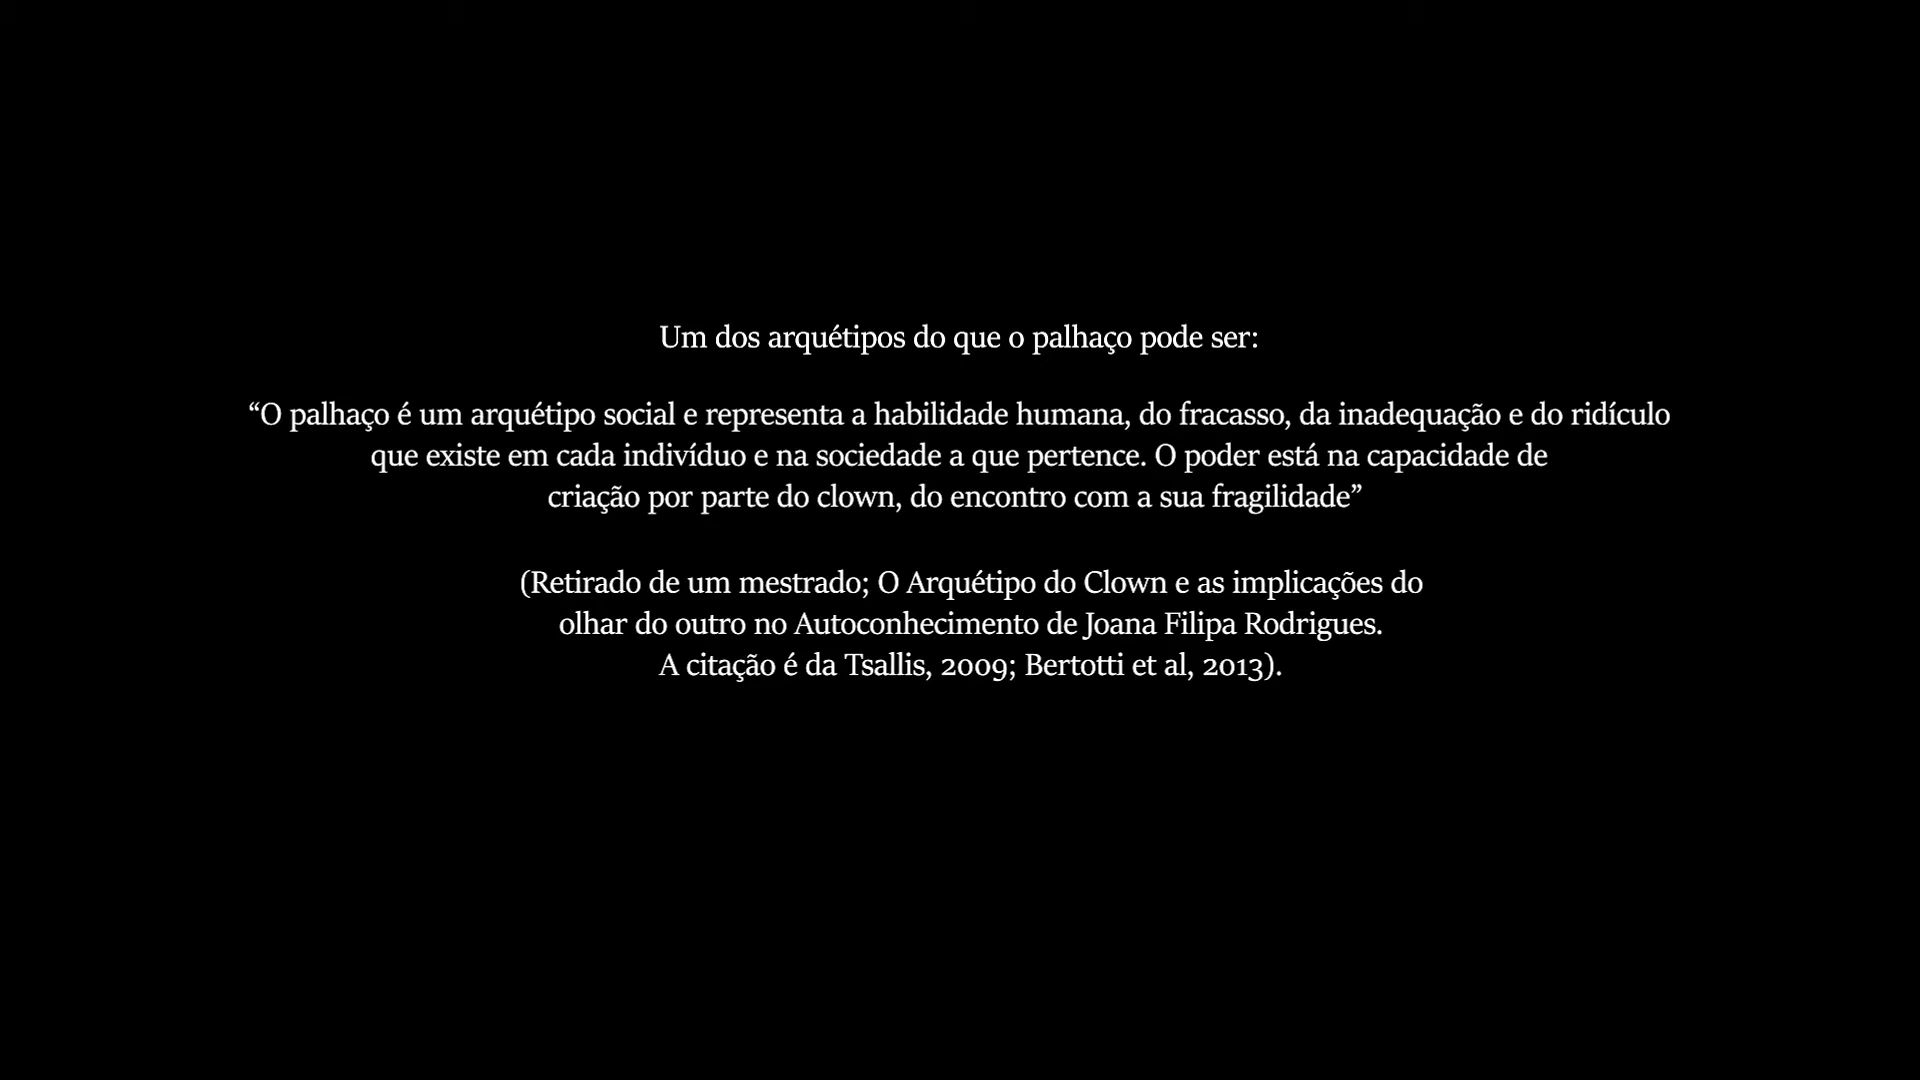 Um dos arquétipos do que o palhaço pode ser:
“O palhaço é um arquétipo social e representa a habilidade humana, do fracasso, da inadequação e do ridículo
que existe em cada indivíduo e na sociedade a que pertence. O poder está na capacidade de
criação por parte do clown, do encontro com a sua fragilidade”
(Retirado de um mestrado; O Arquétipo do Clown e as implicações do
olhar do outro no Autoconhecimento de Joana Filipa Rodrigues.
A citação é da Tsallis, 2009; Bertotti et al, 2013).